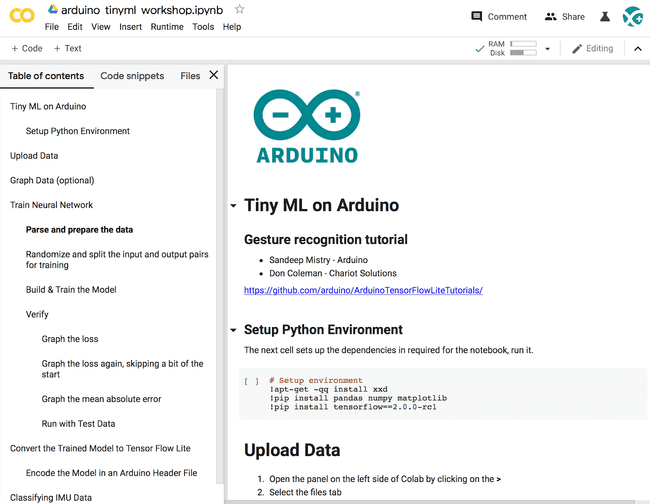 arduino_tinyml_workshop.ipynb
File Edit View Insert Runtime Tools Help
Comment Share
+ Code + Text
RAM
Disk
Editing
Table of contents Code snippets Files
Tiny ML on Arduino
Setup Python Environment
Upload Data
Graph Data (optional)
Train Neural Network
Parse and prepare the data
Randomize and split the input and output pairs
for training
Build & Train the Model
Verify
Graph the loss
Graph the loss again, skipping a bit of the
start
Graph the mean absolute error
Run with Test Data
Convert the Trained Model to Tensor Flow Lite
Encode the Model in an Arduino Header File
Classifying IMU Data
ARDUINO
Tiny ML on Arduino
Gesture recognition tutorial
• Sandeep Mistry - Arduino
• Don Coleman - Chariot Solutions
https://github.com/arduino/ArduinoTensorFlowLiteTutorials/
Setup Python Environment
The next cell sets up the dependencies in required for the notebook, run it.
[ ] # Setup environment
!apt-get -qq install xxd
!pip install pandas numpy matplotlib
!pip install tensorflow==2.0.0-rc1
Upload Data
1. Open the panel on the left side of Colab by clicking on the >
2. Select the files tab